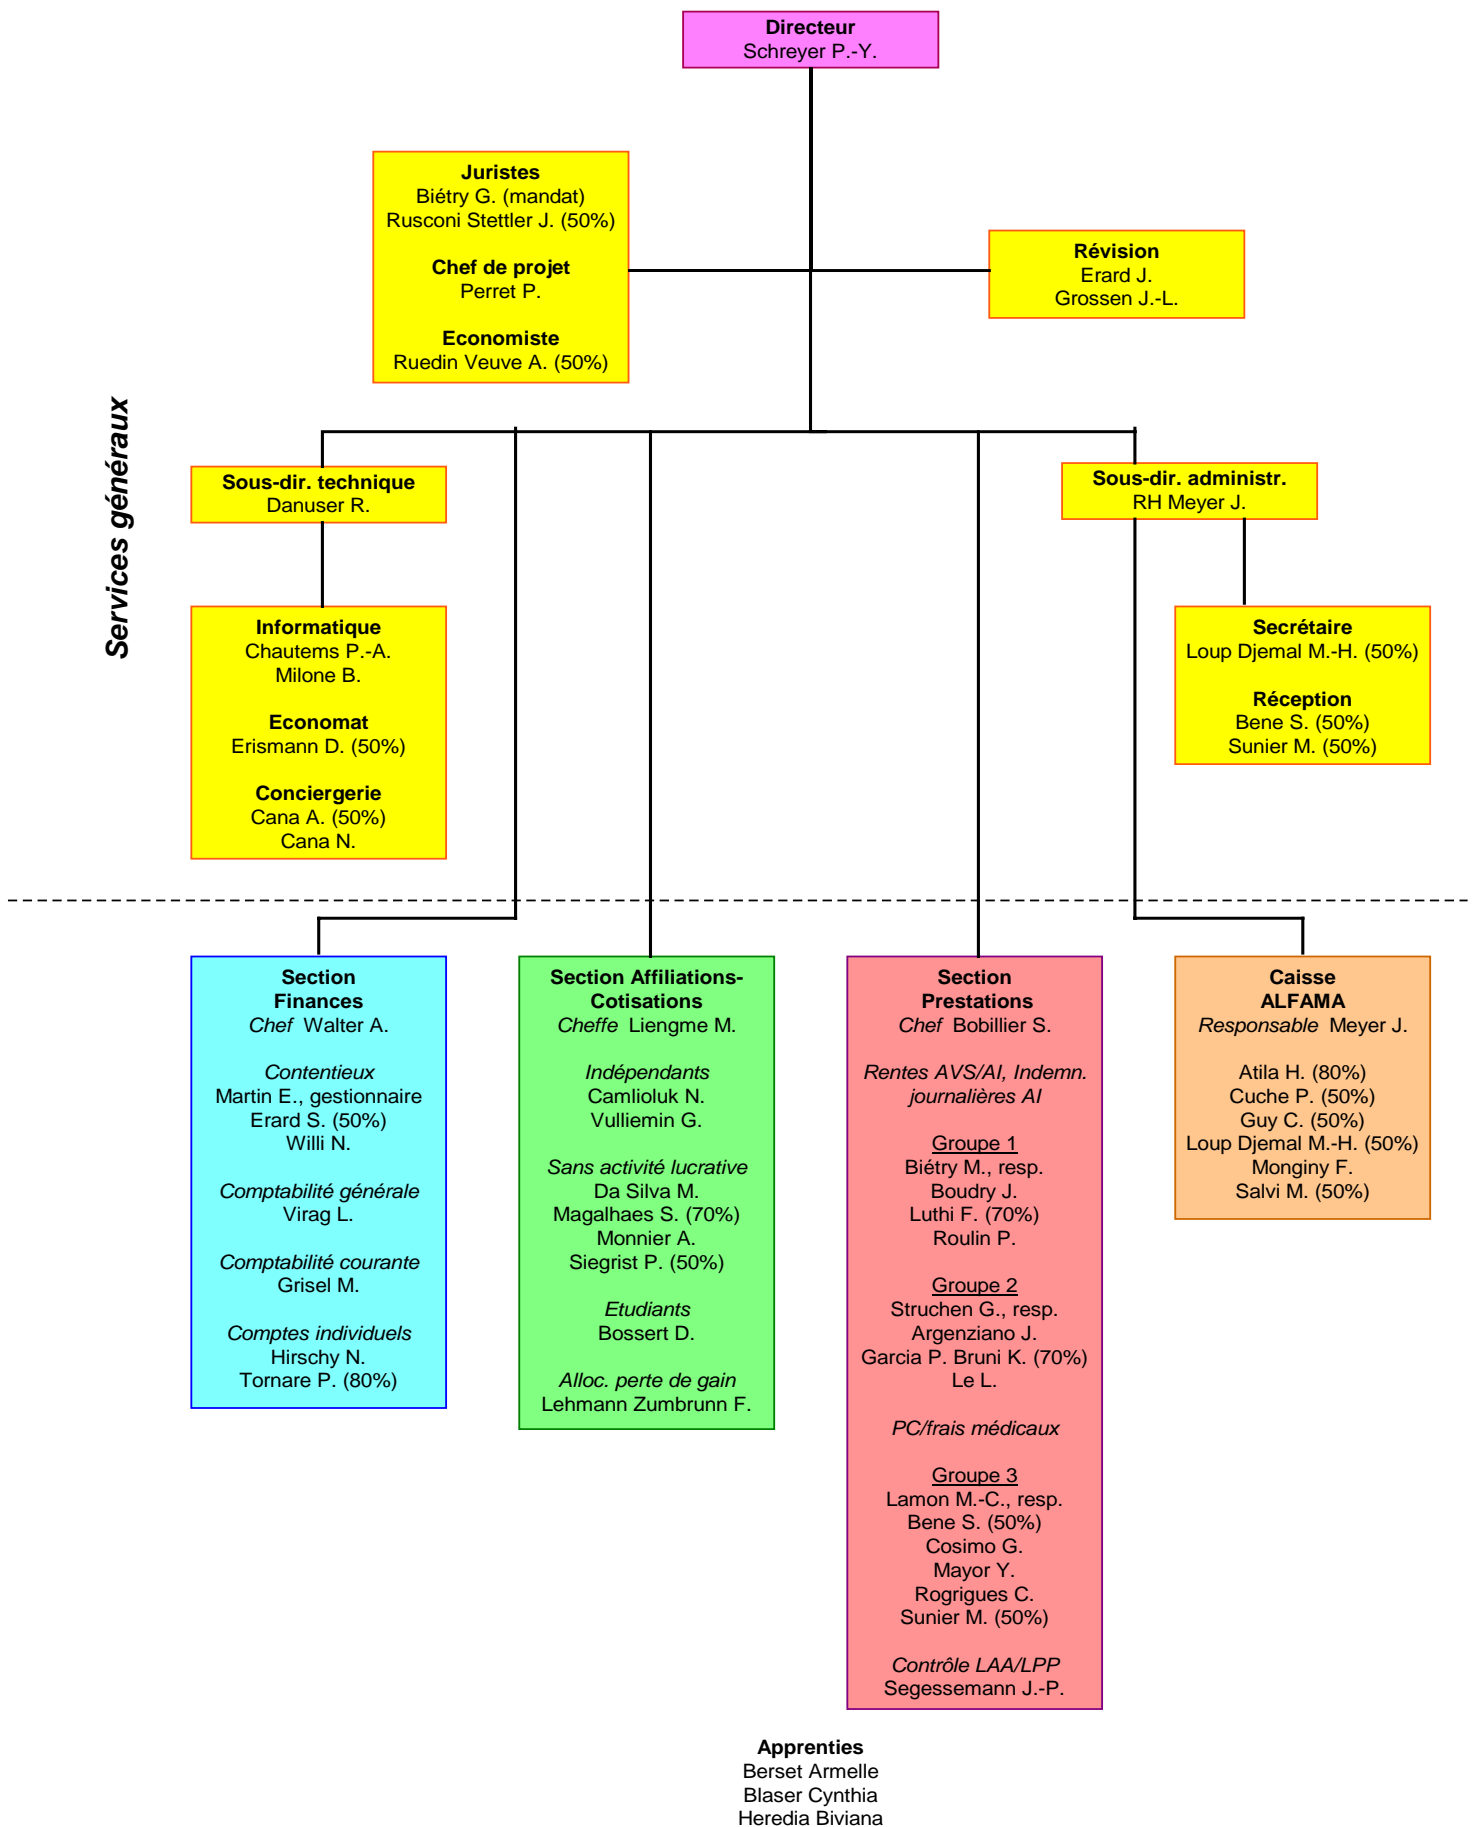 Directeur
Schreyer P.-Y.
Juristes
Biétry G. (mandat)
Rusconi Stettler J. (50%)
Chef de projet
Perret P.
Economiste
Ruedin Veuve A. (50%)
Révision
Erard J.
Grossen J.-L.
Services généraux
Sous-dir. technique
Danuser R.
Sous-dir. administr.
RH Meyer J.
Informatique
Chautems P.-A.
Milone B.
Economat
Erismann D. (50%)
Conciergerie
Cana A. (50%)
Cana N.
Secrétaire
Loup Djemal M.-H. (50%)
Réception
Bene S. (50%)
Sunier M. (50%)
Section
Finances
Chef Walter A.
Contentieux
Martin E., gestionnaire
Erard S. (50%)
Willi N.
Comptabilité générale
Virag L.
Comptabilité courante
Grisel M.
Comptes individuels
Hirschy N.
Tornare P. (80%)
Section Affiliations-
Cotisations
Cheffe Liengme M.
Indépendants
Camlioluk N.
Vulliemin G.
Sans activité lucrative
Da Silva M.
Magalhaes S. (70%)
Monnier A.
Siegrist P. (50%)
Etudiants
Bossert D.
Alloc. perte de gain
Lehmann Zumbrunn F.
Section
Prestations
Chef Bobillier S.
Rentes AVS/AI, Indemn.
journalières AI
Groupe 1
Biétry M., resp.
Boudry J.
Luthi F. (70%)
Roulin P.
Groupe 2
Struchen G., resp.
Argenziano J.
Garcia P. Bruni K. (70%)
Le L.
PC/frais médicaux
Groupe 3
Lamon M.-C., resp.
Bene S. (50%)
Cosimo G.
Mayor Y.
Rogrigues C.
Sunier M. (50%)
Contrôle LAA/LPP
Segessemann J.-P.
Caisse
ALFAMA
Responsable Meyer J.
Atila H. (80%)
Cuche P. (50%)
Guy C. (50%)
Loup Djemal M.-H. (50%)
Monginy F.
Salvi M. (50%)
Apprenties
Berset Armelle
Blaser Cynthia
Heredia Biviana